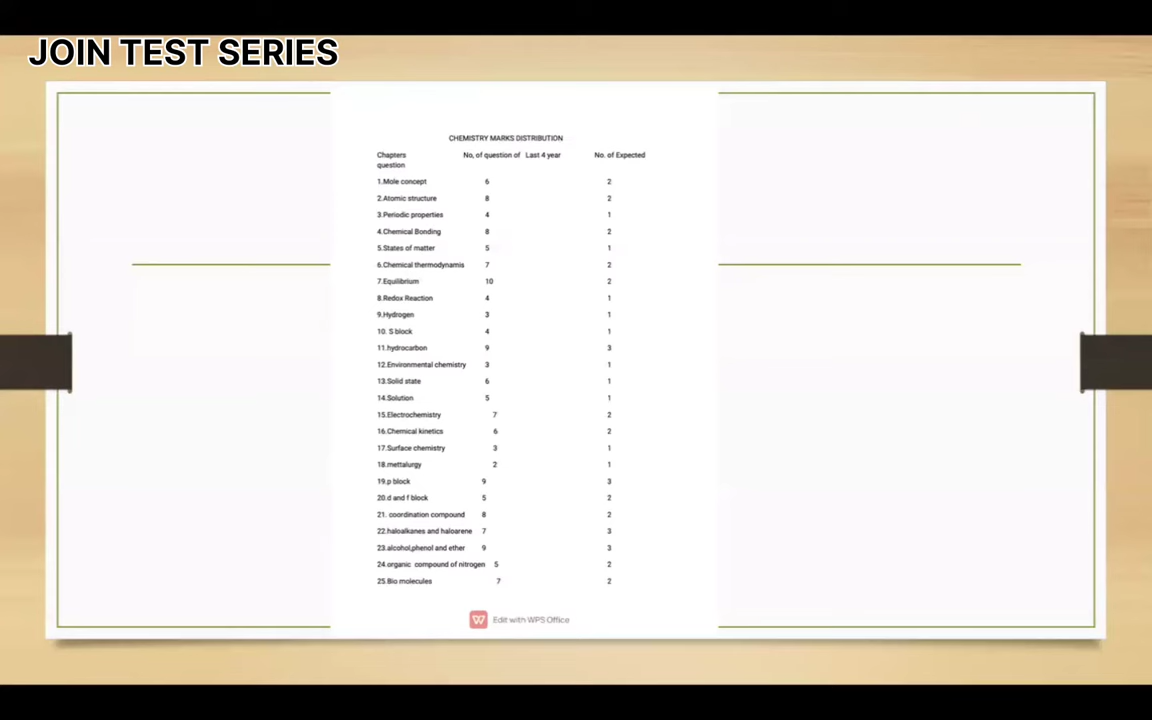 JOIN TEST SERIES
CHEMISTRY MARKS DISTRIBUTION
Chapters No, of question of Last 4 year No. of Expected
question
1.Mole concept 6 2
2.Atomic structure 8 2
3.Periodic properties 4 1
4.Chemical Bonding 8 2
5.States of matter 5 1
6.Chemical thermodynamis 7 2
7.Equilibrium 10 2
8.Redox Reaction 4 1
9.Hydrogen 3 1
10. S block 4 1
11.hydrocarbon 9 3
12.Environmental chemistry 3 1
13.Solid state 6 1
14.Solution 5 1
15.Electrochemistry 7 2
16.Chemical kinetics 6 2
17.Surface chemistry 3 1
18.mettalurgy 2 1
19.p block 9 3
20.d and f block 5 2
21. coordination compound 8 2
22.haloalkanes and haloarene 7 3
23.alcohol,phenol and ether 9 3
24.organic compound of nitrogen 5 2
25.Bio molecules 7 2
W Edit with WPS Office